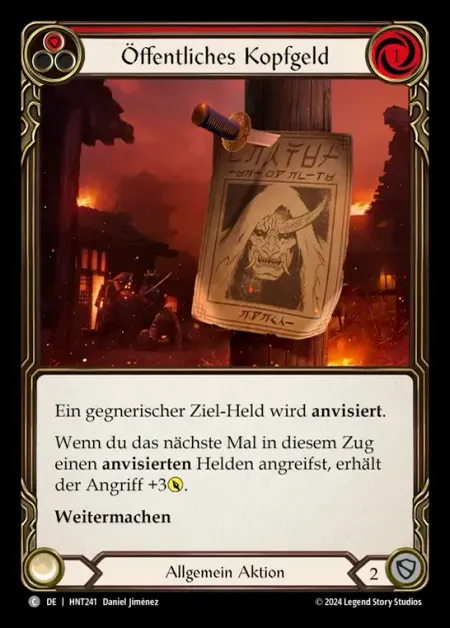 Öffentliches Kopfgeld
1
Ein gegnerischer Ziel-Held wird anvisiert.
Wenn du das nächste Mal in diesem Zug
einen anvisierten Helden angreifst, erhält
der Angriff +3.
Weitermachen
Allgemein Aktion
2
C DE | HNT241 Daniel Jiménez
© 2024 Legend Story Studios